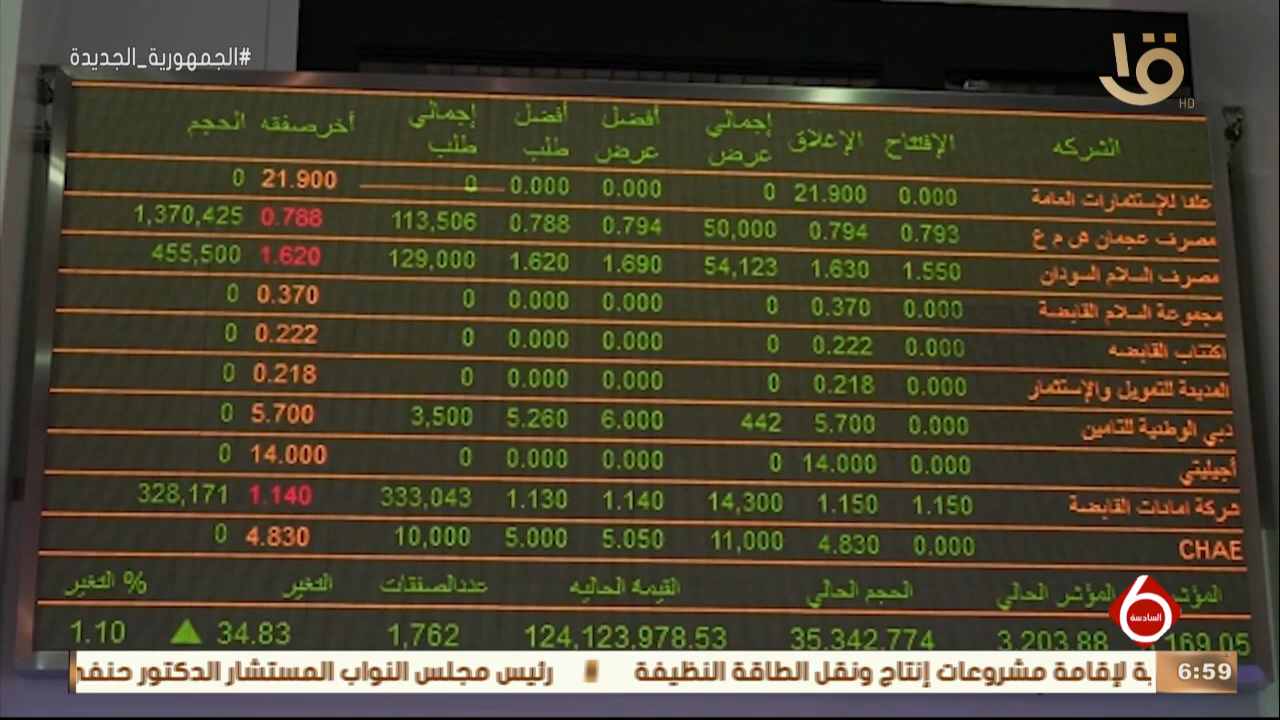 #الجمهورية_الجديدة
HD
الشركه الإفتتاح الإغلاق إجمالي عرض أفضل عرض أفضل طلب إجمالي طلب أخرصفقه الحجم
للإستثمارات العامة 0.000 21.900 0 0.000 0.000 0 21.900 0
مصرف عجمان ش م ع 0.793 0.794 50,000 0.794 0.788 113,506 0.788 1,370,425
مصرف السلام السودان 1.550 1.630 54,123 1.690 1.620 129,000 1.620 455,500
مجموعة السلام القابضة 0.000 0.370 0 0.000 0.000 0 0.370 0
اكتتاب القابضه 0.000 0.222 0 0.000 0.000 0 0.222 0
المدينة للتمويل والإستثمار 0.000 0.218 0 0.000 0.000 0 0.218 0
دبي الوطنية للتامين 0.000 5.700 442 6.000 5.260 3,500 5.700 0
أجيليتي 0.000 14.000 0 0.000 0.000 0 14.000 0
شركة امانات القابضة 1.150 1.150 14,300 1.140 1.130 333,043 1.140 328,171
CHAE 0.000 4.830 11,000 5.050 5.000 10,000 4.830 0
المؤشر الحالي الحجم الحالي القيمة الحاليه عددالصفقات التغير % التغير
169.05 3,203.88 35,342,774 124,123,978.53 1,762 34.83 ▲ 1.10
6 السادسة
6:59 لإقامة مشروعات إنتاج ونقل الطاقة النظيفة رئيس مجلس النواب المستشار الدكتور